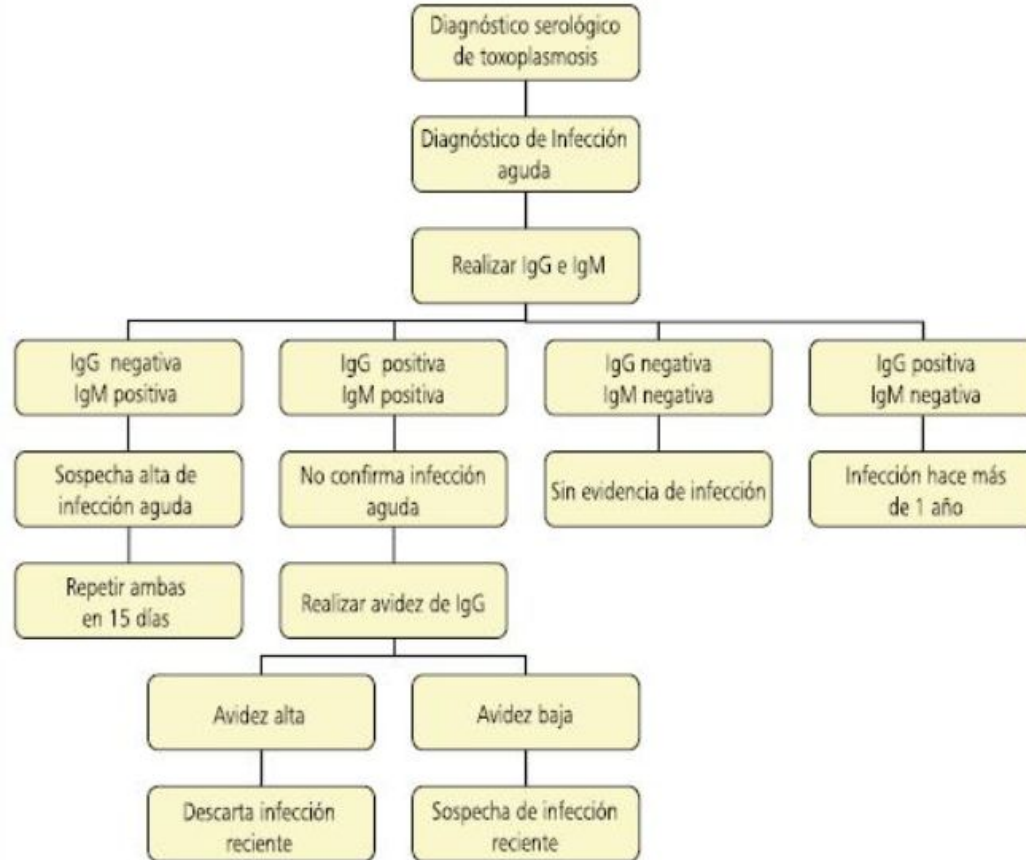 Diagnóstico serológico
de toxoplasmosis
Diagnóstico de Infección
aguda
Realizar IgG e IgM
IgG negativa
IgM positiva
IgG positiva
IgM positiva
IgG negativa
IgM negativa
IgG positiva
IgM negativa
Sospecha alta de
infección aguda
No confirma infección
aguda
Sin evidencia de infección
Infección hace más
de 1 año
Repetir ambas
en 15 días
Realizar avidez de IgG
Avidez alta
Avidez baja
Descarta infección
reciente
Sospecha de infección
reciente